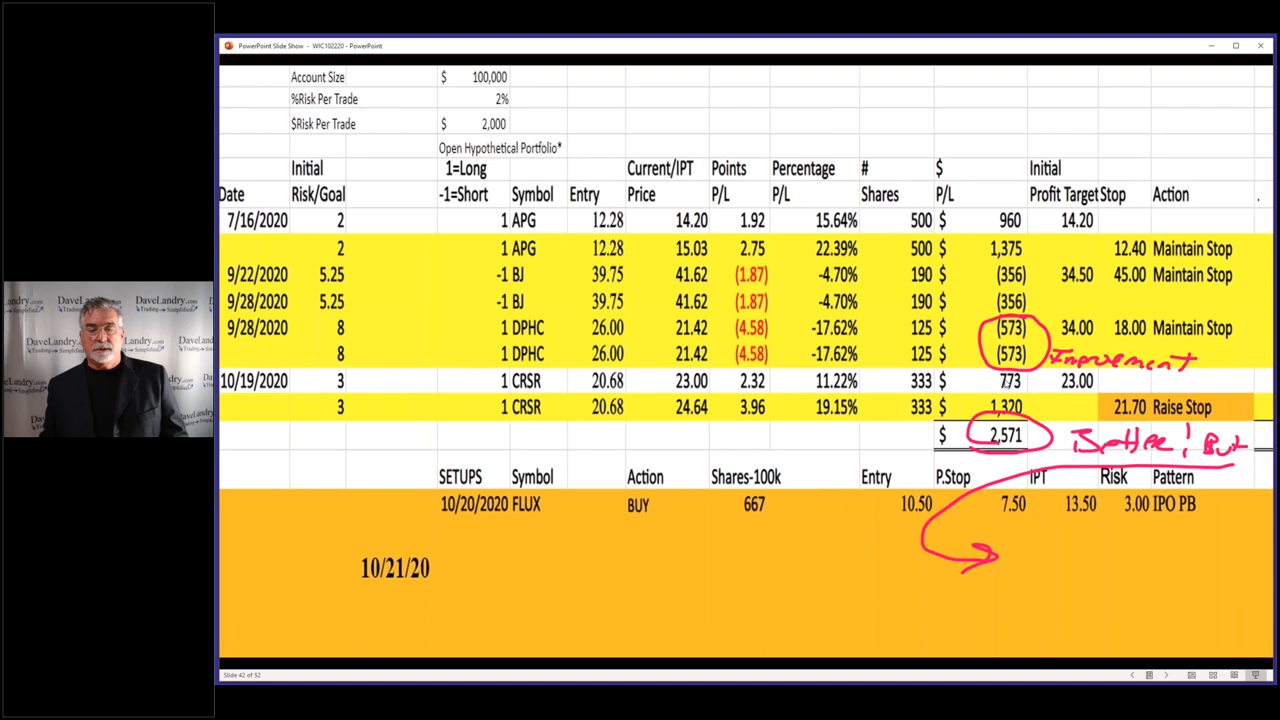 PowerPoint Slide Show - WIC102220 - PowerPoint
Account Size $ 100,000
%Risk Per Trade 2%
$Risk Per Trade $ 2,000
Open Hypothetical Portfolio*
Initial 1=Long Current/IPT Points Percentage # $ Initial
Date Risk/Goal -1=Short Symbol Entry Price P/L P/L Shares P/L Profit Target Stop Action
7/16/2020 2 1 APG 12.28 14.20 1.92 15.64% 500 $ 960 14.20
2 1 APG 12.28 15.03 2.75 22.39% 500 $ 1,375 12.40 Maintain Stop
9/22/2020 5.25 -1 BJ 39.75 41.62 (1.87) -4.70% 190 $ (356) 34.50 45.00 Maintain Stop
9/28/2020 5.25 -1 BJ 39.75 41.62 (1.87) -4.70% 190 $ (356)
9/28/2020 8 1 DPHC 26.00 21.42 (4.58) -17.62% 125 $ (573) 34.00 18.00 Maintain Stop
8 1 DPHC 26.00 21.42 (4.58) -17.62% 125 $ (573)
Improvement
10/19/2020 3 1 CRSR 20.68 23.00 2.32 11.22% 333 $ 773 23.00
3 1 CRSR 20.68 24.64 3.96 19.15% 333 $ 1,320 21.70 Raise Stop
$ 2,571 Better! But
SETUPS Symbol Action Shares-100k Entry P.Stop IPT Risk Pattern
10/20/2020 FLUX BUY 667 10.50 7.50 13.50 3.00 IPO PB
10/21/20
Slide 42 of 52
DaveLandry.com
Trading Simplified